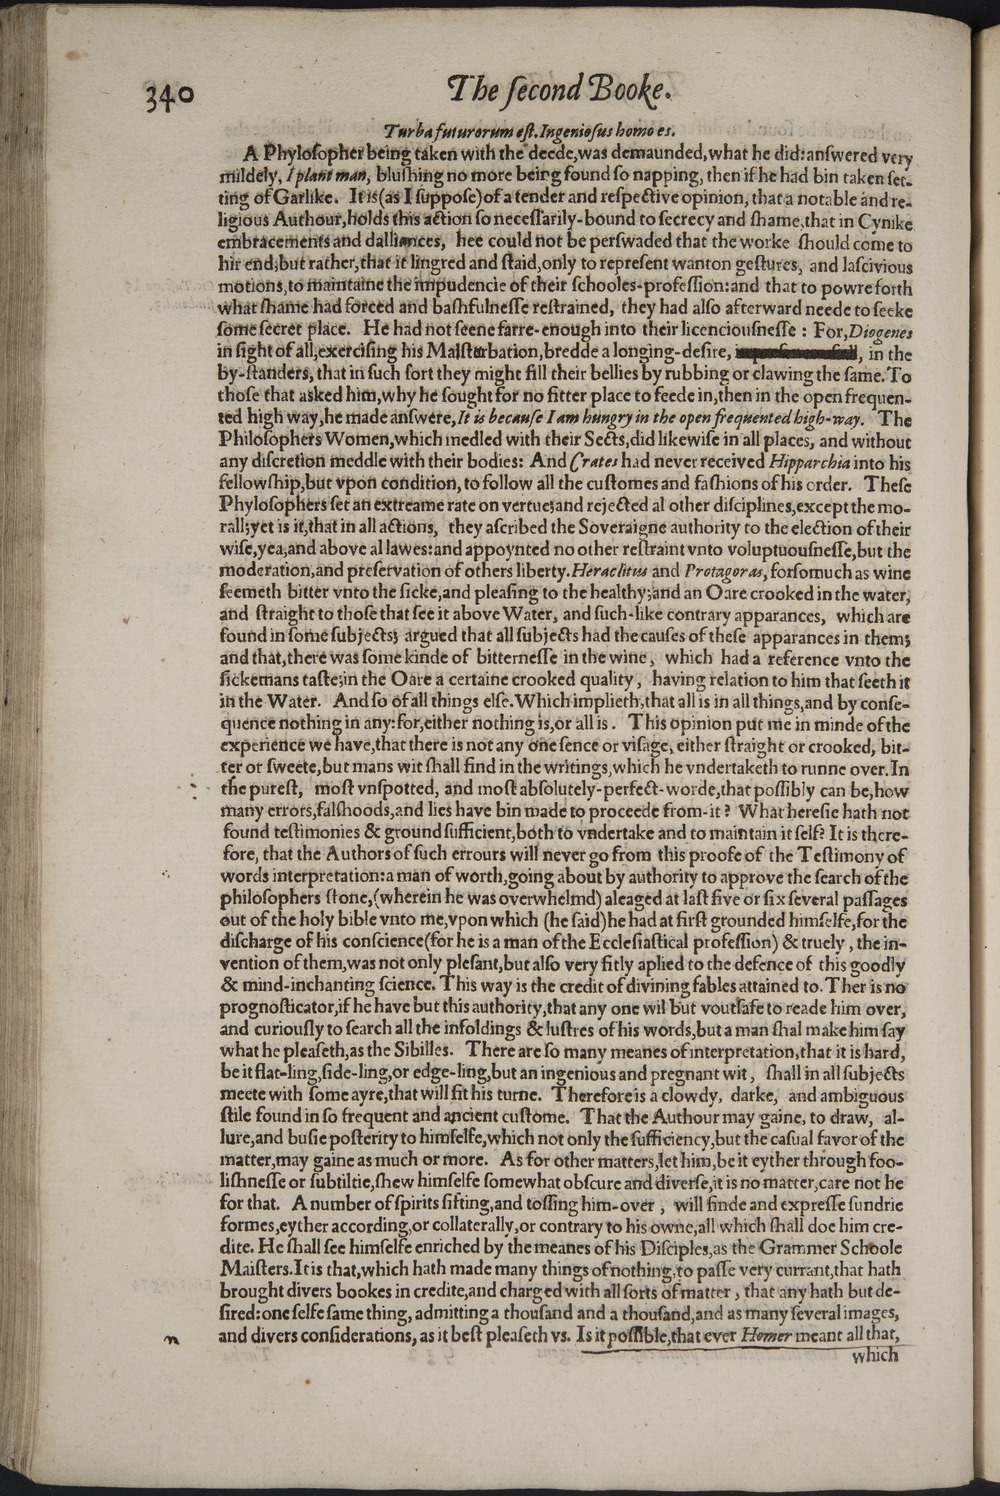 340
The ſecond Booke.
Turba futurorum eſt. Ingenioſus homo es.
A Phyloſopher being taken with the deede, was demaunded, what he did: anſwered very
mildely, I plant man, bluſhing no more being found ſo napping, then if he had bin taken ſet-
ting of Garlike. It is (as I ſuppoſe) of a tender and reſpective opinion, that a notable and re-
ligious Authour, holds this action ſo neceſſarily-bound to ſecrecy and ſhame, that in Cynike
embracements and dalliances, hee could not be perſwaded that the worke ſhould come to
hir end; but rather, that it lingred and ſtaid, only to repreſent wanton geſtures, and laſcivious
motions, to maintaine the impudencie of their ſchooles-profeſſion: and that to powre forth
what ſhame had forced and baſhfulneſſe reſtrained, they had alſo afterward neede to ſeeke
ſome ſecret place. He had not ſeene farre-enough into their licenciouſneſſe: For, Diogenes
in ſight of all, exerciſing his Maiſturbation, bredde a longing-deſire, , in the
by-ſtanders, that in ſuch ſort they might fill their bellies by rubbing or clawing the ſame. To
thoſe that asked him, why he ſought for no fitter place to feede in, then in the open frequen-
ted high way, he made anſwere, It is becauſe I am hungry in the open frequented high-way. The
Philoſophers Women, which medled with their Sects, did likewiſe in all places, and without
any diſcretion meddle with their bodies: And Crates had never received Hipparchia into his
fellowſhip, but vpon condition, to follow all the cuſtomes and faſhions of his order. Theſe
Phyloſophers ſet an extreame rate on vertue; and rejected al other diſciplines, except the mo-
rall; yet is it, that in all actions, they aſcribed the Soveraigne authority to the election of their
wiſe, yea, and above al lawes: and appoynted no other reſtraint vnto voluptuouſneſſe, but the
moderation, and preſervation of others liberty. Heraclitus and Protagoras, forſomuch as wine
ſeemeth bitter vnto the ſicke, and pleaſing to the healthy; and an Oare crooked in the water,
and ſtraight to thoſe that ſee it above Water, and ſuch-like contrary apparances, which are
found in ſome ſubjects; argued that all ſubjects had the cauſes of theſe apparances in them;
and that, there was ſome kinde of bitterneſſe in the wine, which had a reference vnto the
ſickemans taſte; in the Oare a certaine crooked quality, having relation to him that ſeeth it
in the Water. And ſo of all things elſe. Which implieth, that all is in all things, and by conſe-
quence nothing in any: for, either nothing is, or all is. This opinion put me in minde of the
experience we have, that there is not any one ſence or viſage, either ſtraight or crooked, bit-
ter or ſweete, but mans wit ſhall find in the writings, which he vndertaketh to runne over. In
the pureſt, moſt vnſpotted, and moſt abſolutely-perfect-worde, that poſſibly can be, how
many errors, falſhoods, and lies have bin made to proceede from-it? What hereſie hath not
found teſtimonies & ground ſufficient, both to vndertake and to maintain it ſelf? It is there-
fore, that the Authors of ſuch errours will never go from this proofe of the Teſtimony of
words interpretation: a man of worth, going about by authority to approve the ſearch of the
philoſophers ſtone, (wherein he was overwhelmd) aleaged at laſt five or ſix ſeveral paſſages
out of the holy bible vnto me, vpon which (he ſaid) he had at firſt grounded himſelfe, for the
diſcharge of his conſcience (for he is a man of the Eccleſiaſtical profeſſion) & truely, the in-
vention of them, was not only pleſant, but alſo very fitly aplied to the defence of this goodly
& mind-inchanting ſcience. This way is the credit of divining fables attained to. Ther is no
prognoſticator, if he have but this authority, that any one wil but voutſafe to reade him over,
and curiouſly to ſearch all the infoldings & luſtres of his words, but a man ſhal make him ſay
what he pleaſeth, as the Sibilles. There are ſo many meanes of interpretation, that it is hard,
be it flat-ling, ſide-ling, or edge-ling, but an ingenious and pregnant wit, ſhall in all ſubjects
meete with ſome ayre, that will fit his turne. Therefore is a clowdy, darke, and ambiguous
ſtile found in ſo frequent and ancient cuſtome. That the Authour may gaine, to draw, al-
lure, and buſie poſterity to himſelfe, which not only the ſufficiency, but the caſual favor of the
matter, may gaine as much or more. As for other matters, let him, be it eyther through foo-
liſhneſſe or ſubtiltie, ſhew himſelfe ſomewhat obſcure and diverſe, it is no matter, care not he
for that. A number of ſpirits ſifting, and toſſing him-over, will finde and expreſſe ſundrie
formes, eyther according, or collaterally, or contrary to his owne, all which ſhall doe him cre-
dite. He ſhall ſee himſelfe enriched by the meanes of his Diſciples, as the Grammer Schoole
Maiſters. It is that, which hath made many things of nothing, to paſſe very currant, that hath
brought divers bookes in credite, and charged with all ſorts of matter, that any hath but de-
ſired: one ſelfe ſame thing, admitting a thouſand and a thouſand, and as many ſeveral images,
and divers conſiderations, as it beſt pleaſeth vs. Is it poſſible, that ever Homer meant all that,
which